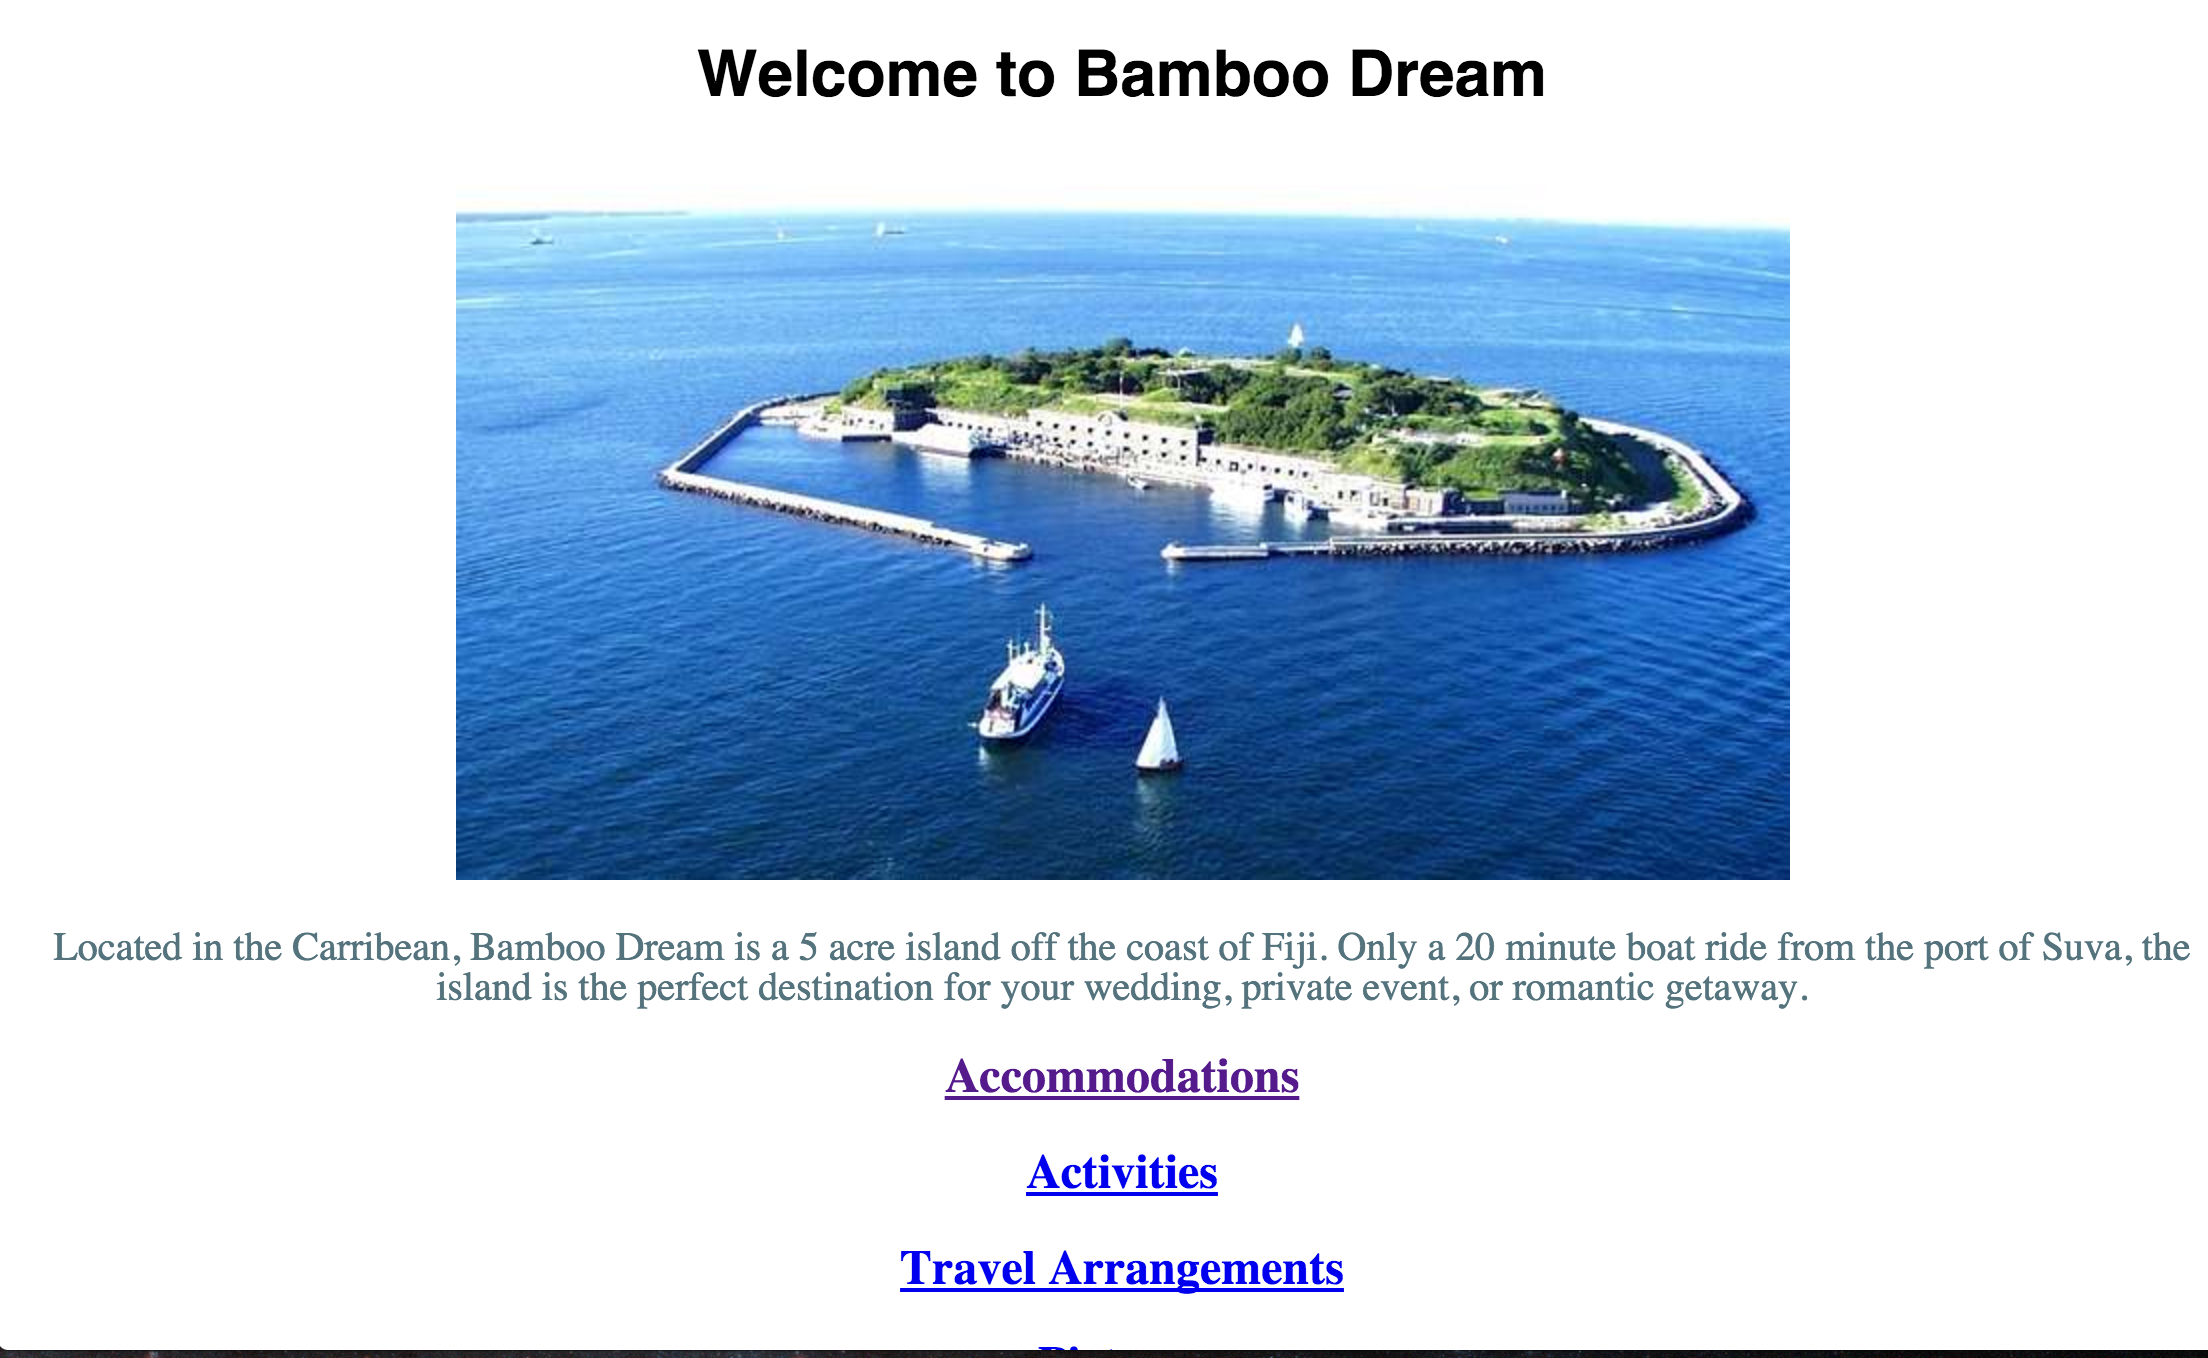 Welcome to Bamboo Dream
Located in the Carribean, Bamboo Dream is a 5 acre island off the coast of Fiji. Only a 20 minute boat ride from the port of Suva, the
island is the perfect destination for your wedding, private event, or romantic getaway.
Accommodations
Activities
Travel Arrangements